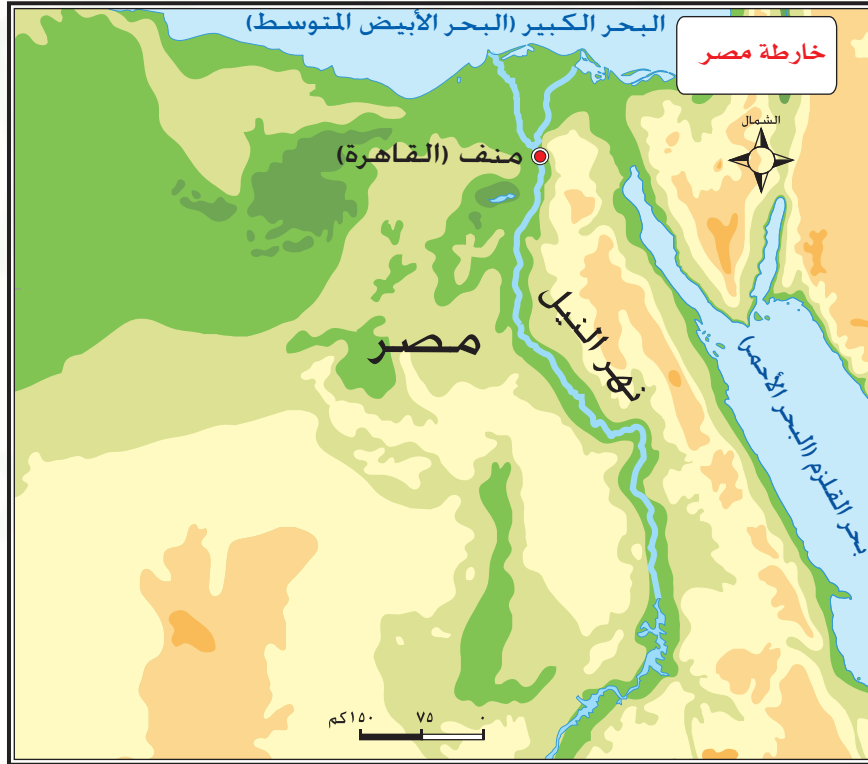 البحر الكبير (البحر الأبيض المتوسط)
خارطة مصر
الشمال
منف (القاهرة)
نهر النيل
مصر
بحر القلزم (البحر الأحمر)
٠ ٧٥ ١٥٠كم